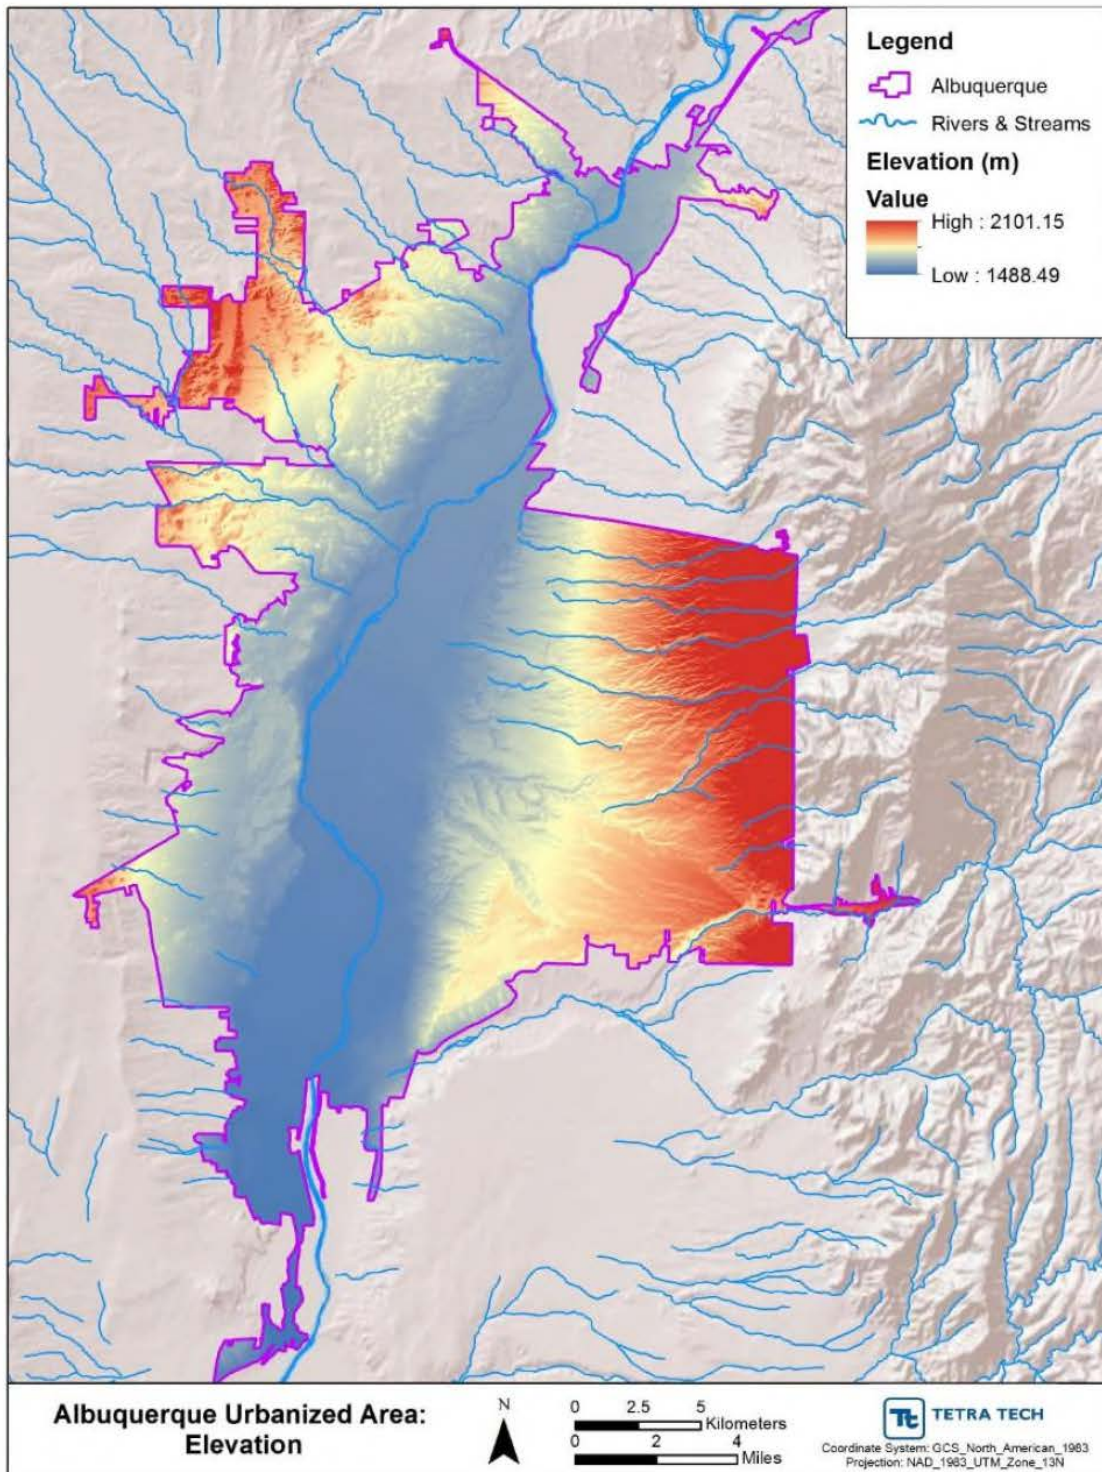 Legend
Albuquerque
Rivers & Streams
Elevation (m)
Value
High : 2101.15
Low : 1488.49
Albuquerque Urbanized Area:
Elevation
N
0 2.5 5
Kilometers
0 2 4
Miles
Tt TETRA TECH
Coordinate System: GCS_North_American_1983
Projection: NAD_1983_UTM_Zone_13N